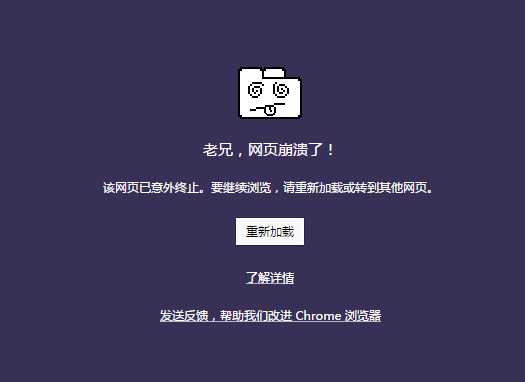 老兄，网页崩溃了！
该网页已意外终止。要继续浏览，请重新加载或转到其他网页。
重新加载
了解详情
发送反馈，帮助我们改进 Chrome 浏览器